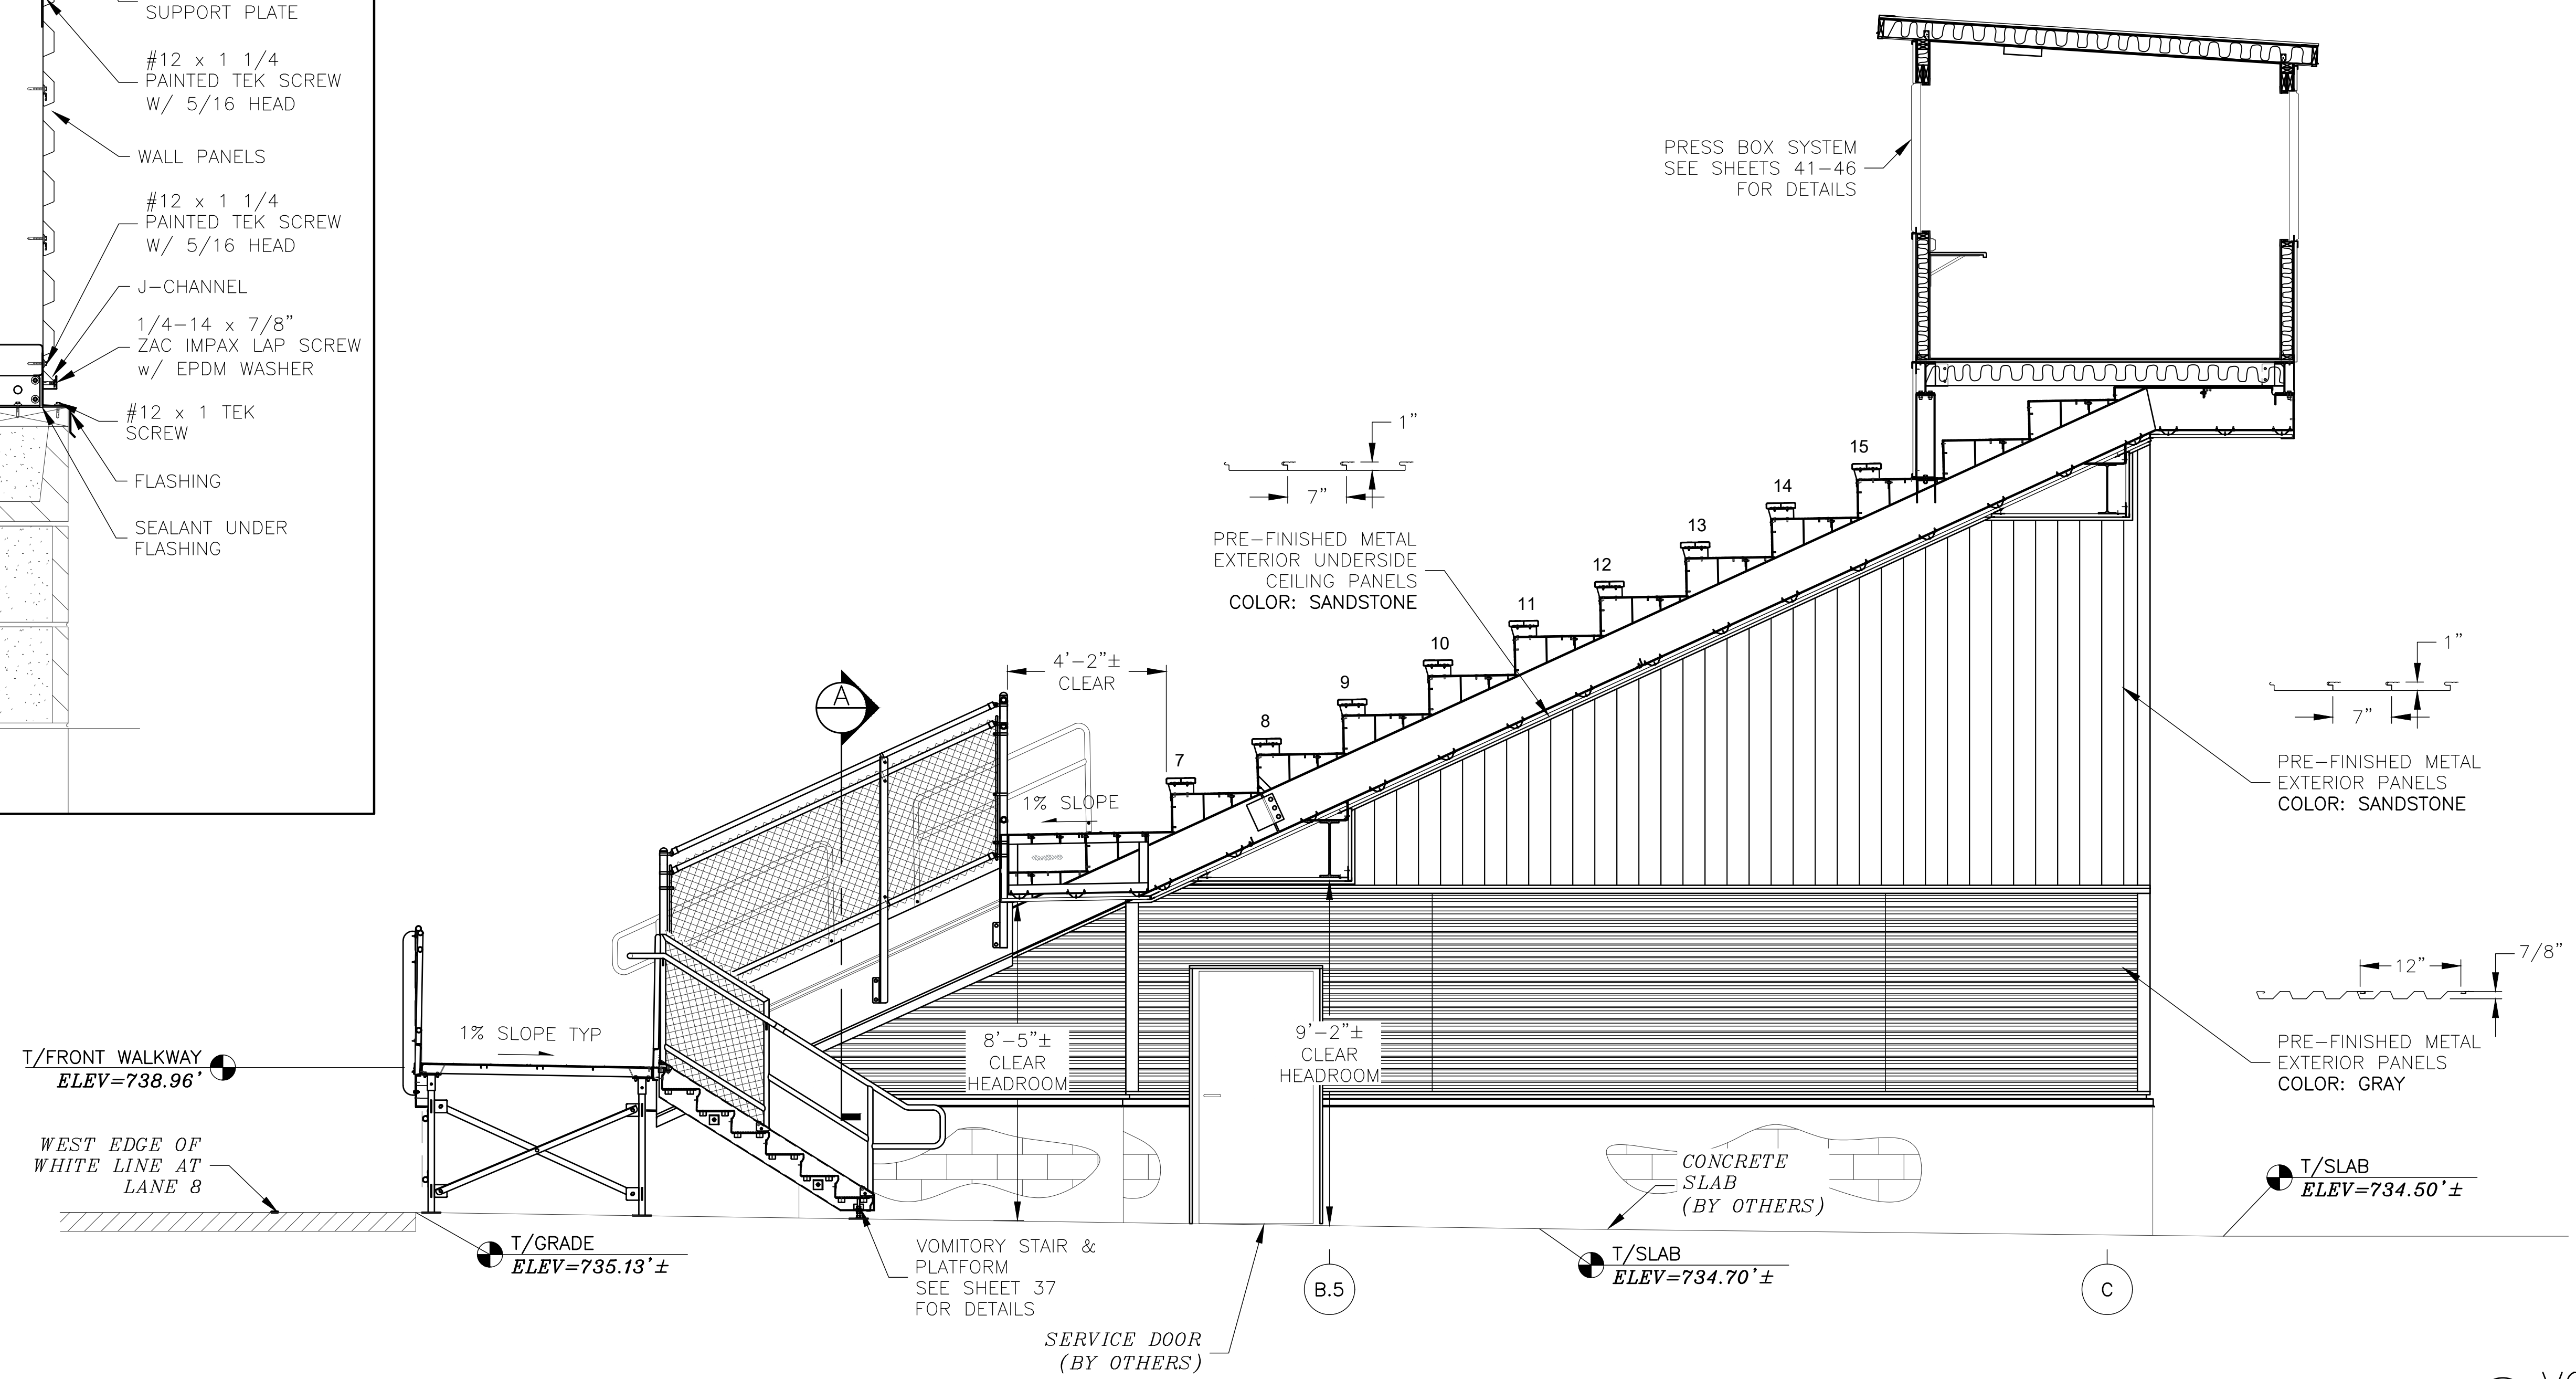 SUPPORT PLATE
#12 x 1 1/4
PAINTED TEK SCREW
W/ 5/16 HEAD
WALL PANELS
#12 x 1 1/4
PAINTED TEK SCREW
W/ 5/16 HEAD
J-CHANNEL
1/4-14 x 7/8"
ZAC IMPAX LAP SCREW
w/ EPDM WASHER
#12 x 1 TEK
SCREW
FLASHING
SEALANT UNDER
FLASHING
PRESS BOX SYSTEM
SEE SHEETS 41-46
FOR DETAILS
1"
7"
PRE-FINISHED METAL
EXTERIOR UNDERSIDE
CEILING PANELS
COLOR: SANDSTONE
15
14
13
12
11
10
9
8
7
4'-2"±
CLEAR
A
1% SLOPE
1"
7"
PRE-FINISHED METAL
EXTERIOR PANELS
COLOR: SANDSTONE
12"
7/8"
PRE-FINISHED METAL
EXTERIOR PANELS
COLOR: GRAY
1% SLOPE TYP
T/FRONT WALKWAY
ELEV=738.96'
8'-5"±
CLEAR
HEADROOM
9'-2"±
CLEAR
HEADROOM
WEST EDGE OF
WHITE LINE AT
LANE 8
CONCRETE
SLAB
(BY OTHERS)
T/SLAB
ELEV=734.50'±
T/GRADE
ELEV=735.13'±
VOMITORY STAIR &
PLATFORM
SEE SHEET 37
FOR DETAILS
T/SLAB
ELEV=734.70'±
B.5
C
SERVICE DOOR
(BY OTHERS)